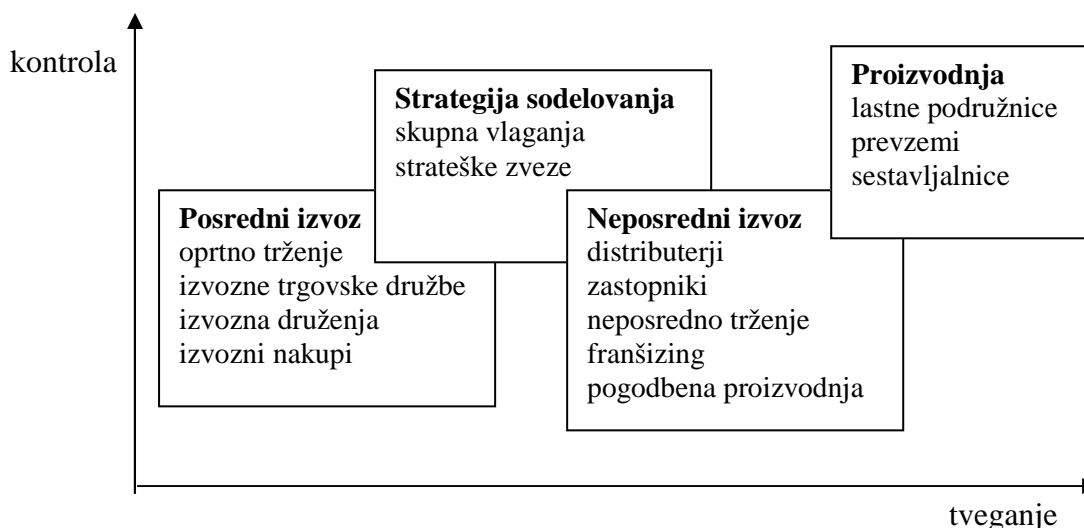 kontrola
Strategija sodelovanja
skupna vlaganja
strateške zveze
Proizvodnja
lastne podružnice
prevzemi
sestavljalnice
Posredni izvoz
oprtno trženje
izvozne trgovske družbe
izvozna druženja
izvozni nakupi
Neposredni izvoz
distributerji
zastopniki
neposredno trženje
franšizing
pogodbena proizvodnja
tveganje